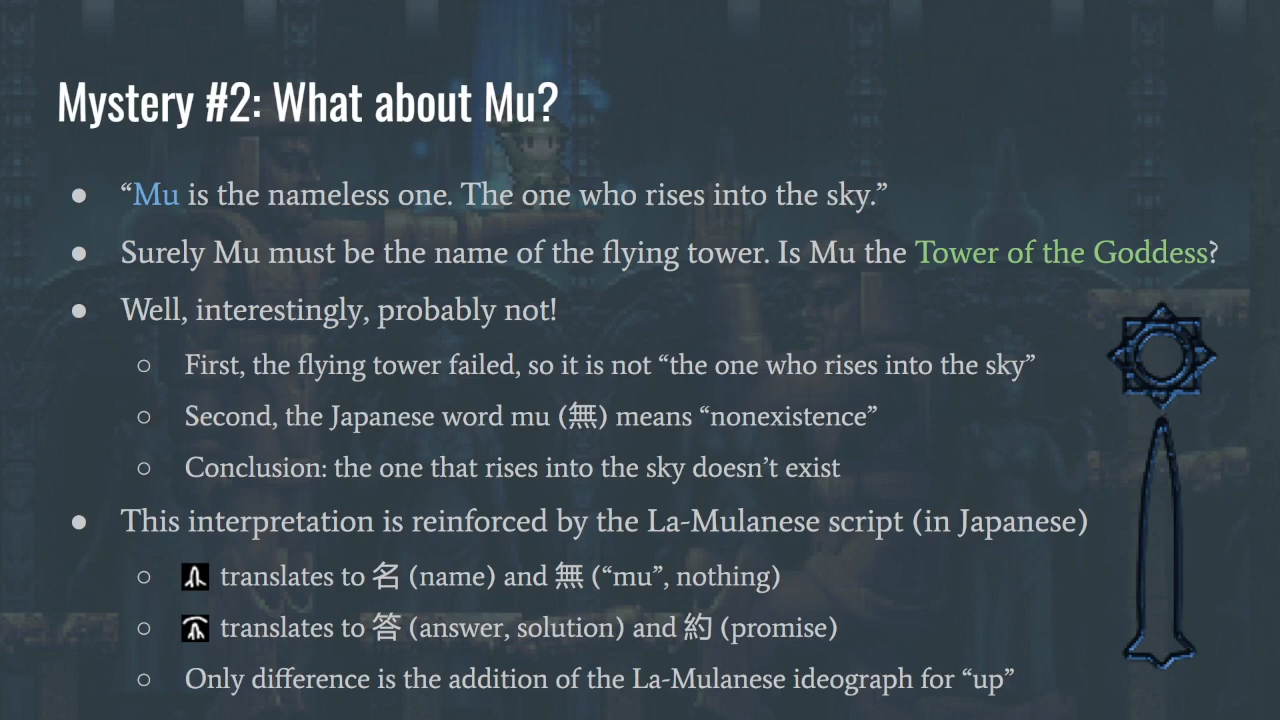 Mystery #2: What about Mu?
● “Mu is the nameless one. The one who rises into the sky.”
● Surely Mu must be the name of the flying tower. Is Mu the Tower of the Goddess?
● Well, interestingly, probably not!
○ First, the flying tower failed, so it is not “the one who rises into the sky”
○ Second, the Japanese word mu (無) means “nonexistence”
○ Conclusion: the one that rises into the sky doesn’t exist
● This interpretation is reinforced by the La-Mulanese script (in Japanese)
○ translates to 名 (name) and 無 (“mu”, nothing)
○ translates to 答 (answer, solution) and 約 (promise)
○ Only difference is the addition of the La-Mulanese ideograph for “up”